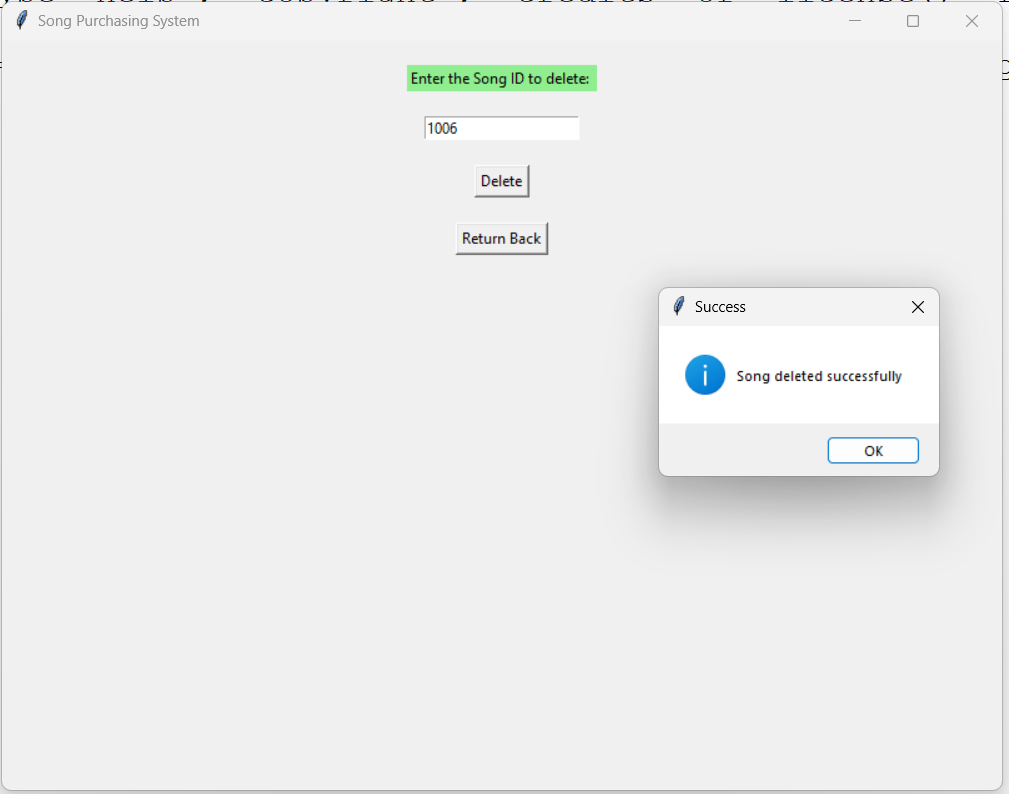 Song Purchasing System
Enter the Song ID to delete:
1006
Delete
Return Back
Success
i
Song deleted successfully
OK